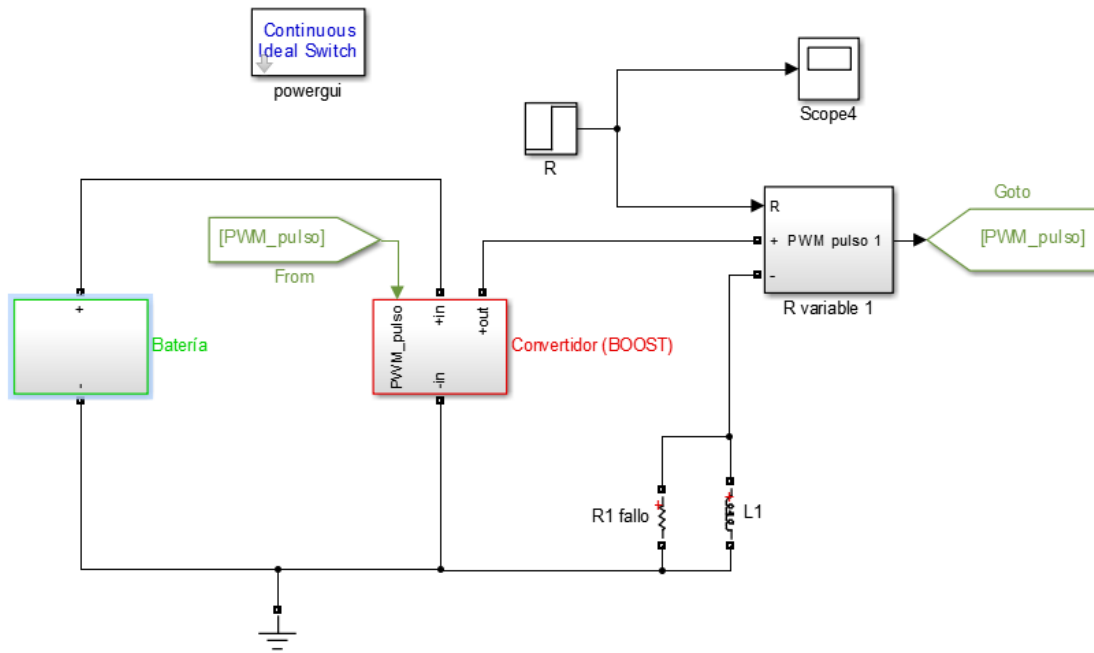 Continuous
Ideal Switch
powergui
Scope4
R
Goto
[PWM_pulso]
From
R
+ PWM pulso 1
-
R variable 1
[PWM_pulso]
+
-
Batería
PWM_pulso
+in
-in
+out
Convertidor (BOOST)
R1 fallo
+
L1
+